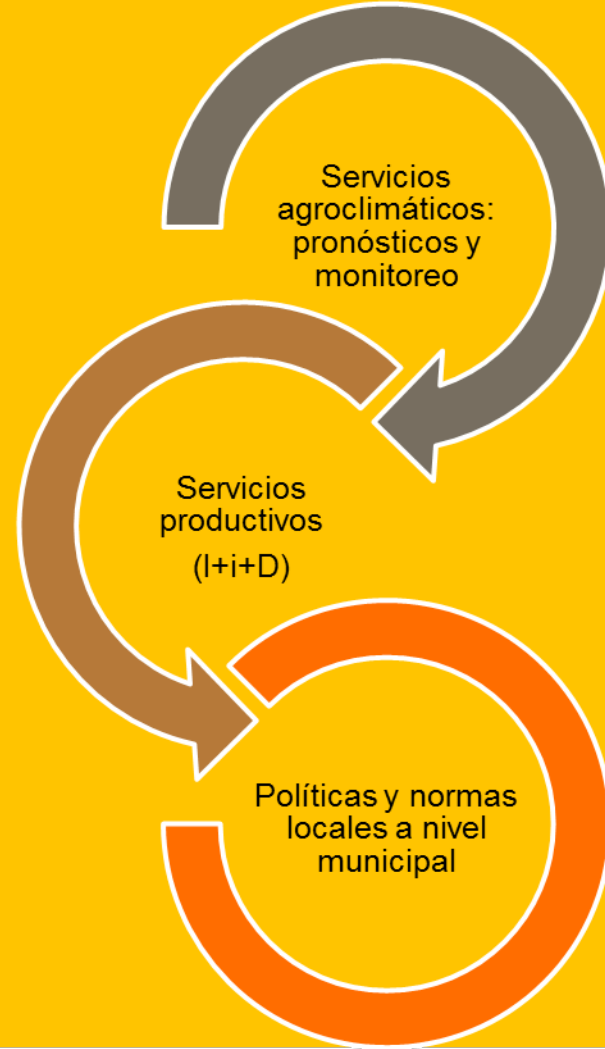 Servicios
agroclimáticos:
pronósticos y
monitoreo
Servicios
productivos
(I+i+D)
Políticas y normas
locales a nivel
municipal